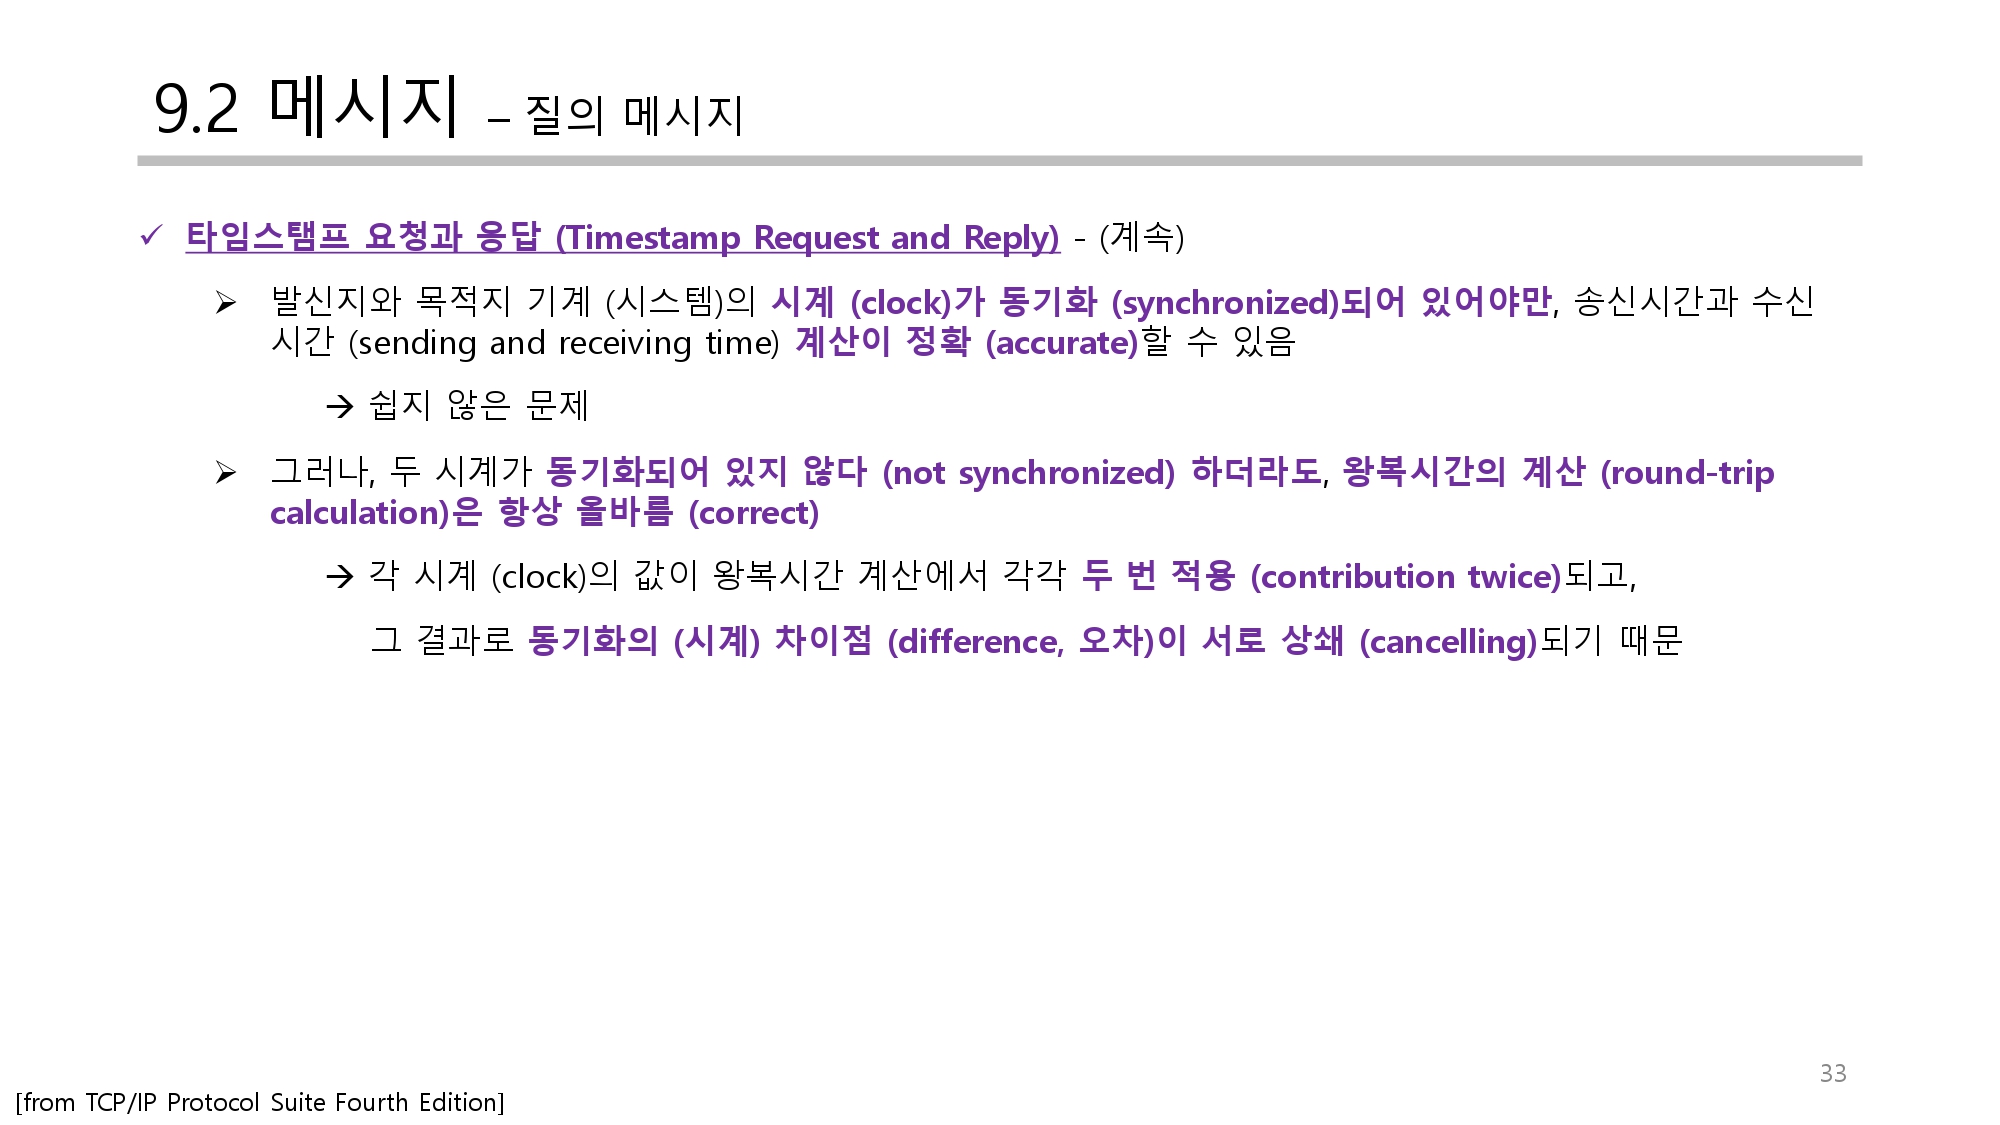 9.2 메시지 – 질의 메시지
✓ 타임스탬프 요청과 응답 (Timestamp Request and Reply) - (계속)
➢ 발신지와 목적지 기계 (시스템)의 시계 (clock)가 동기화 (synchronized)되어 있어야만, 송신시간과 수신
시간 (sending and receiving time) 계산이 정확 (accurate)할 수 있음
→ 쉽지 않은 문제
➢ 그러나, 두 시계가 동기화되어 있지 않다 (not synchronized) 하더라도, 왕복시간의 계산 (round-trip
calculation)은 항상 올바름 (correct)
→ 각 시계 (clock)의 값이 왕복시간 계산에서 각각 두 번 적용 (contribution twice)되고,
그 결과로 동기화의 (시계) 차이점 (difference, 오차)이 서로 상쇄 (cancelling)되기 때문
33
[from TCP/IP Protocol Suite Fourth Edition]